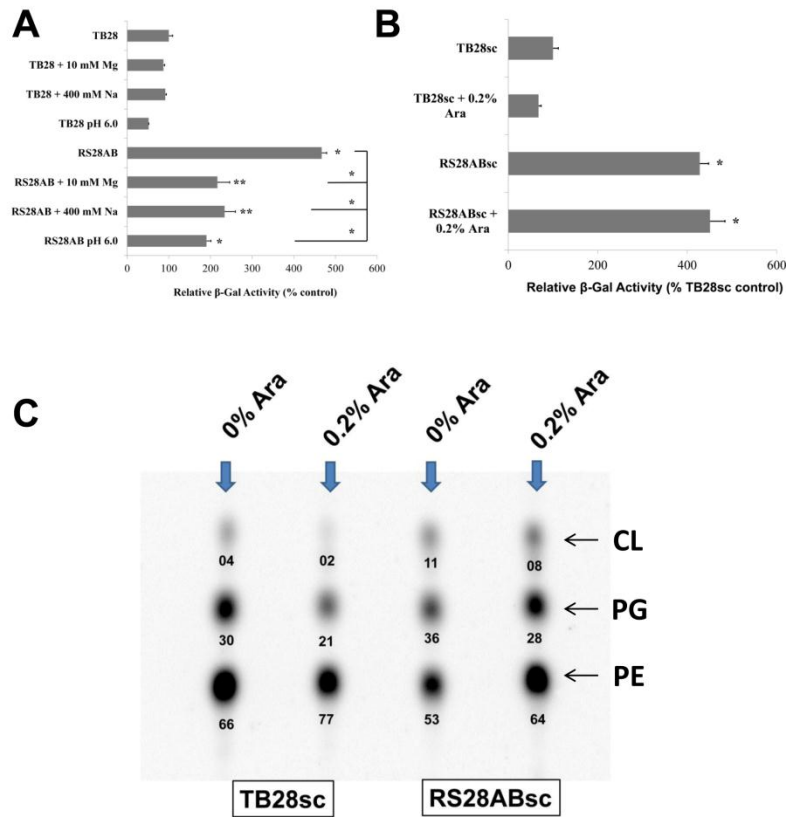 A
TB28
TB28 + 10 mM Mg
TB28 + 400 mM Na
TB28 pH 6.0
RS28AB
*
RS28AB + 10 mM Mg
**
*
RS28AB + 400 mM Na
**
*
RS28AB pH 6.0
*
*
0 100 200 300 400 500 600
Relative β-Gal Activity (% control)
B
TB28sc
TB28sc + 0.2%
Ara
RS28ABsc
*
RS28ABsc +
0.2% Ara
*
0 200 400 600
Relative β-Gal Activity (% TB28sc control)
C
0% Ara
0.2% Ara
0% Ara
0.2% Ara
04 02 11 08
CL
30 21 36 28
PG
66 77 53 64
PE
TB28sc
RS28ABsc